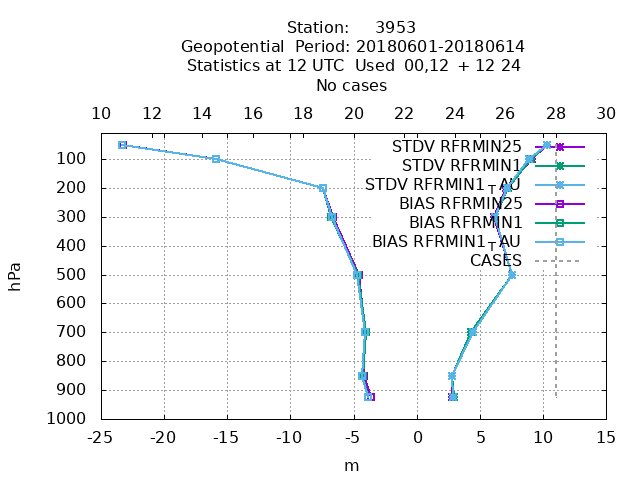 Station: 3953
Geopotential Period: 20180601-20180614
Statistics at 12 UTC Used 00,12 + 12 24
No cases
10 12 14 16 18 20 22 24 26 28 30
STDV RFRMIN25
STDV RFRMIN1
STDV RFRMIN1_TAU
BIAS RFRMIN25
BIAS RFRMIN1
BIAS RFRMIN1_TAU
CASES
hPa
100
200
300
400
500
600
700
800
900
1000
-25 -20 -15 -10 -5 0 5 10 15
m